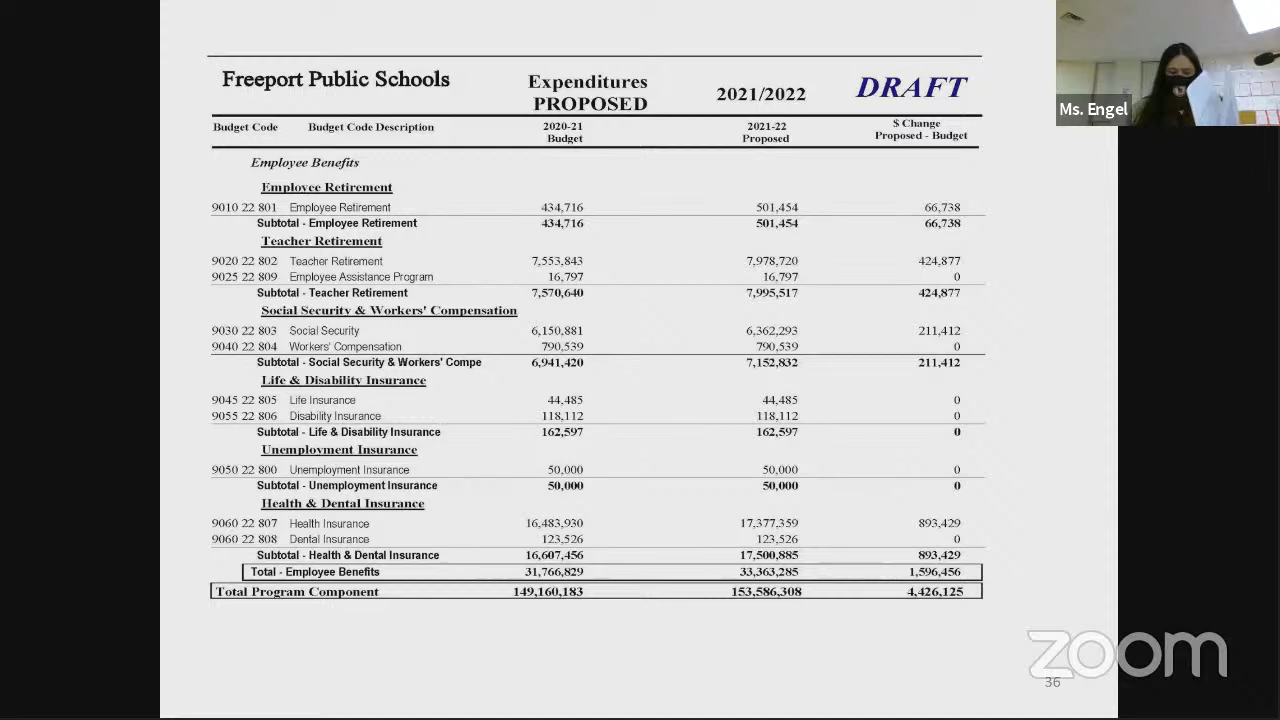 Freeport Public Schools Expenditures PROPOSED 2021/2022 DRAFT
Budget Code Budget Code Description 2020-21 Budget 2021-22 Proposed $ Change Proposed - Budget
Employee Benefits
Employee Retirement
9010 22 801 Employee Retirement 434,716 501,454 66,738
Subtotal - Employee Retirement 434,716 501,454 66,738
Teacher Retirement
9020 22 802 Teacher Retirement 7,553,843 7,978,720 424,877
9025 22 809 Employee Assistance Program 16,797 16,797 0
Subtotal - Teacher Retirement 7,570,640 7,995,517 424,877
Social Security & Workers' Compensation
9030 22 803 Social Security 6,150,881 6,362,293 211,412
9040 22 804 Workers' Compensation 790,539 790,539 0
Subtotal - Social Security & Workers' Compe 6,941,420 7,152,832 211,412
Life & Disability Insurance
9045 22 805 Life Insurance 44,485 44,485 0
9055 22 806 Disability Insurance 118,112 118,112 0
Subtotal - Life & Disability Insurance 162,597 162,597 0
Unemployment Insurance
9050 22 800 Unemployment Insurance 50,000 50,000 0
Subtotal - Unemployment Insurance 50,000 50,000 0
Health & Dental Insurance
9060 22 807 Health Insurance 16,483,930 17,377,359 893,429
9060 22 808 Dental Insurance 123,526 123,526 0
Subtotal - Health & Dental Insurance 16,607,456 17,500,885 893,429
Total - Employee Benefits 31,766,829 33,363,285 1,596,456
Total Program Component 149,160,183 153,586,308 4,426,125
Ms. Engel
zoom
36